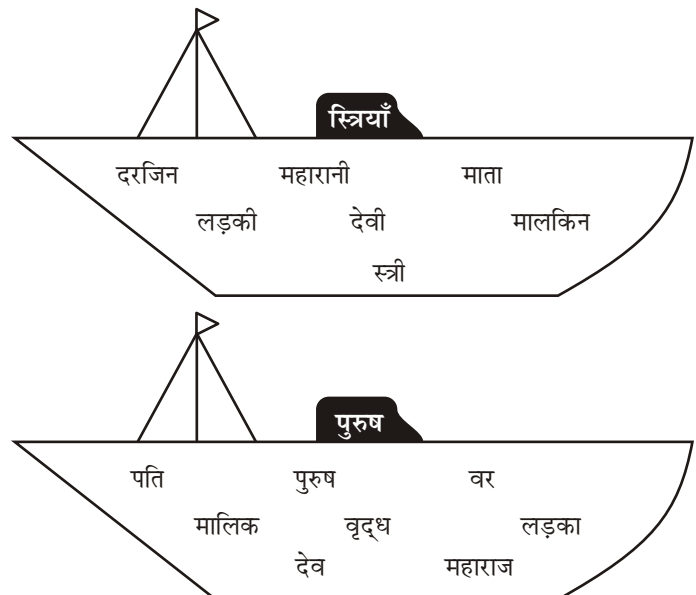 स्त्रियाँ
दरजिन महारानी माता
लड़की देवी मालकिन
स्त्री
पुरुष
पति पुरुष वर
मालिक वृद्‌ध लड़का
देव महाराज